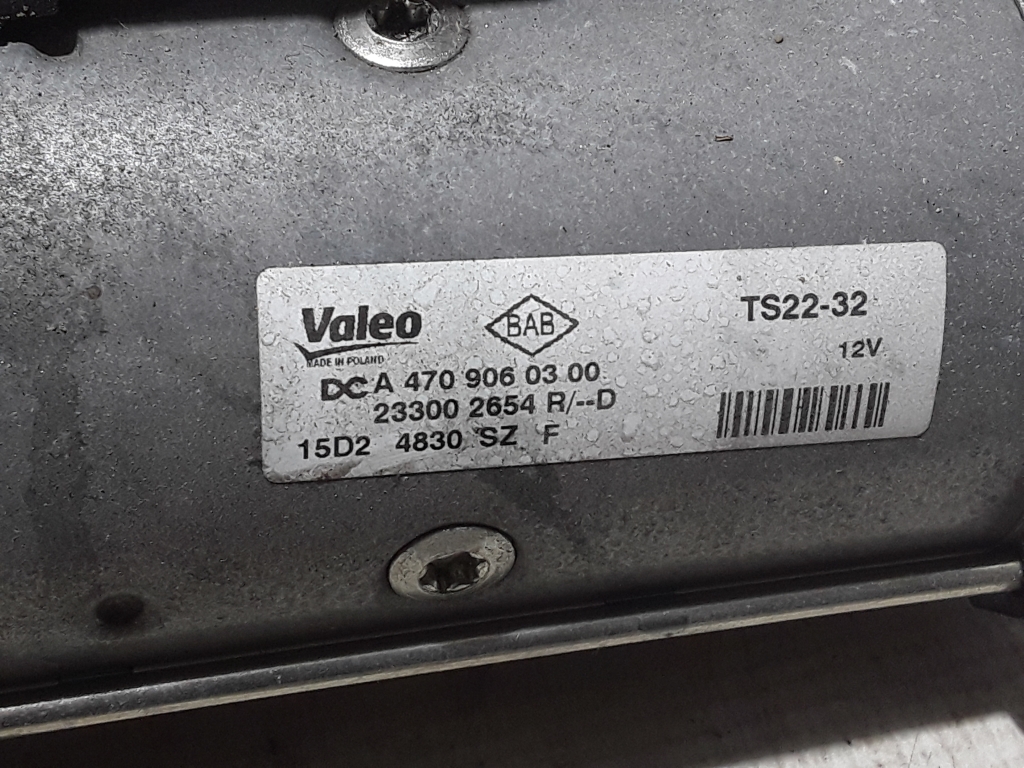 Valeo
MADE IN POLAND
BAB
TS22-32
12V
DC A 470 906 03 00
23300 2654 R/--D
15D2 4830 SZ F